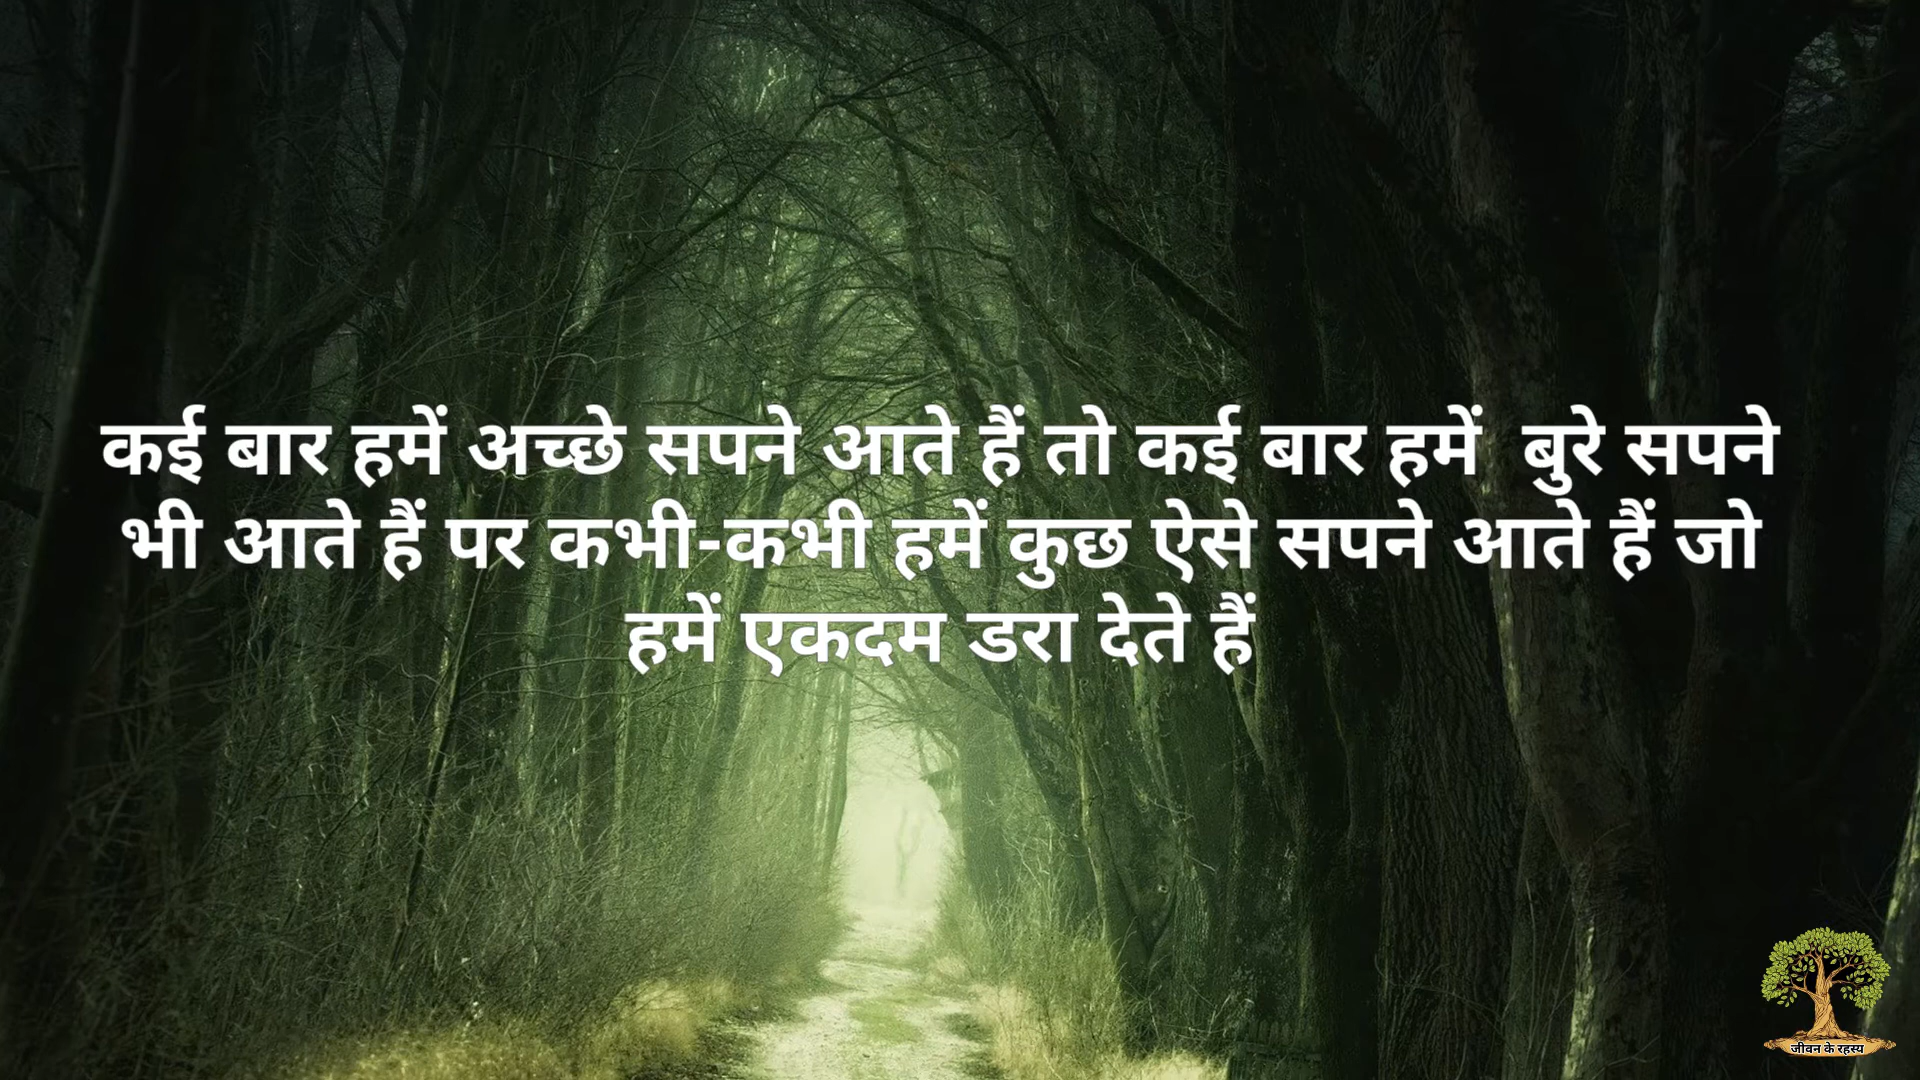 कई बार हमें अच्छे सपने आते हैं तो कई बार हमें  बुरे सपने
भी आते हैं पर कभी-कभी हमें कुछ ऐसे सपने आते हैं जो
हमें एकदम डरा देते हैं
जीवन के रहस्य